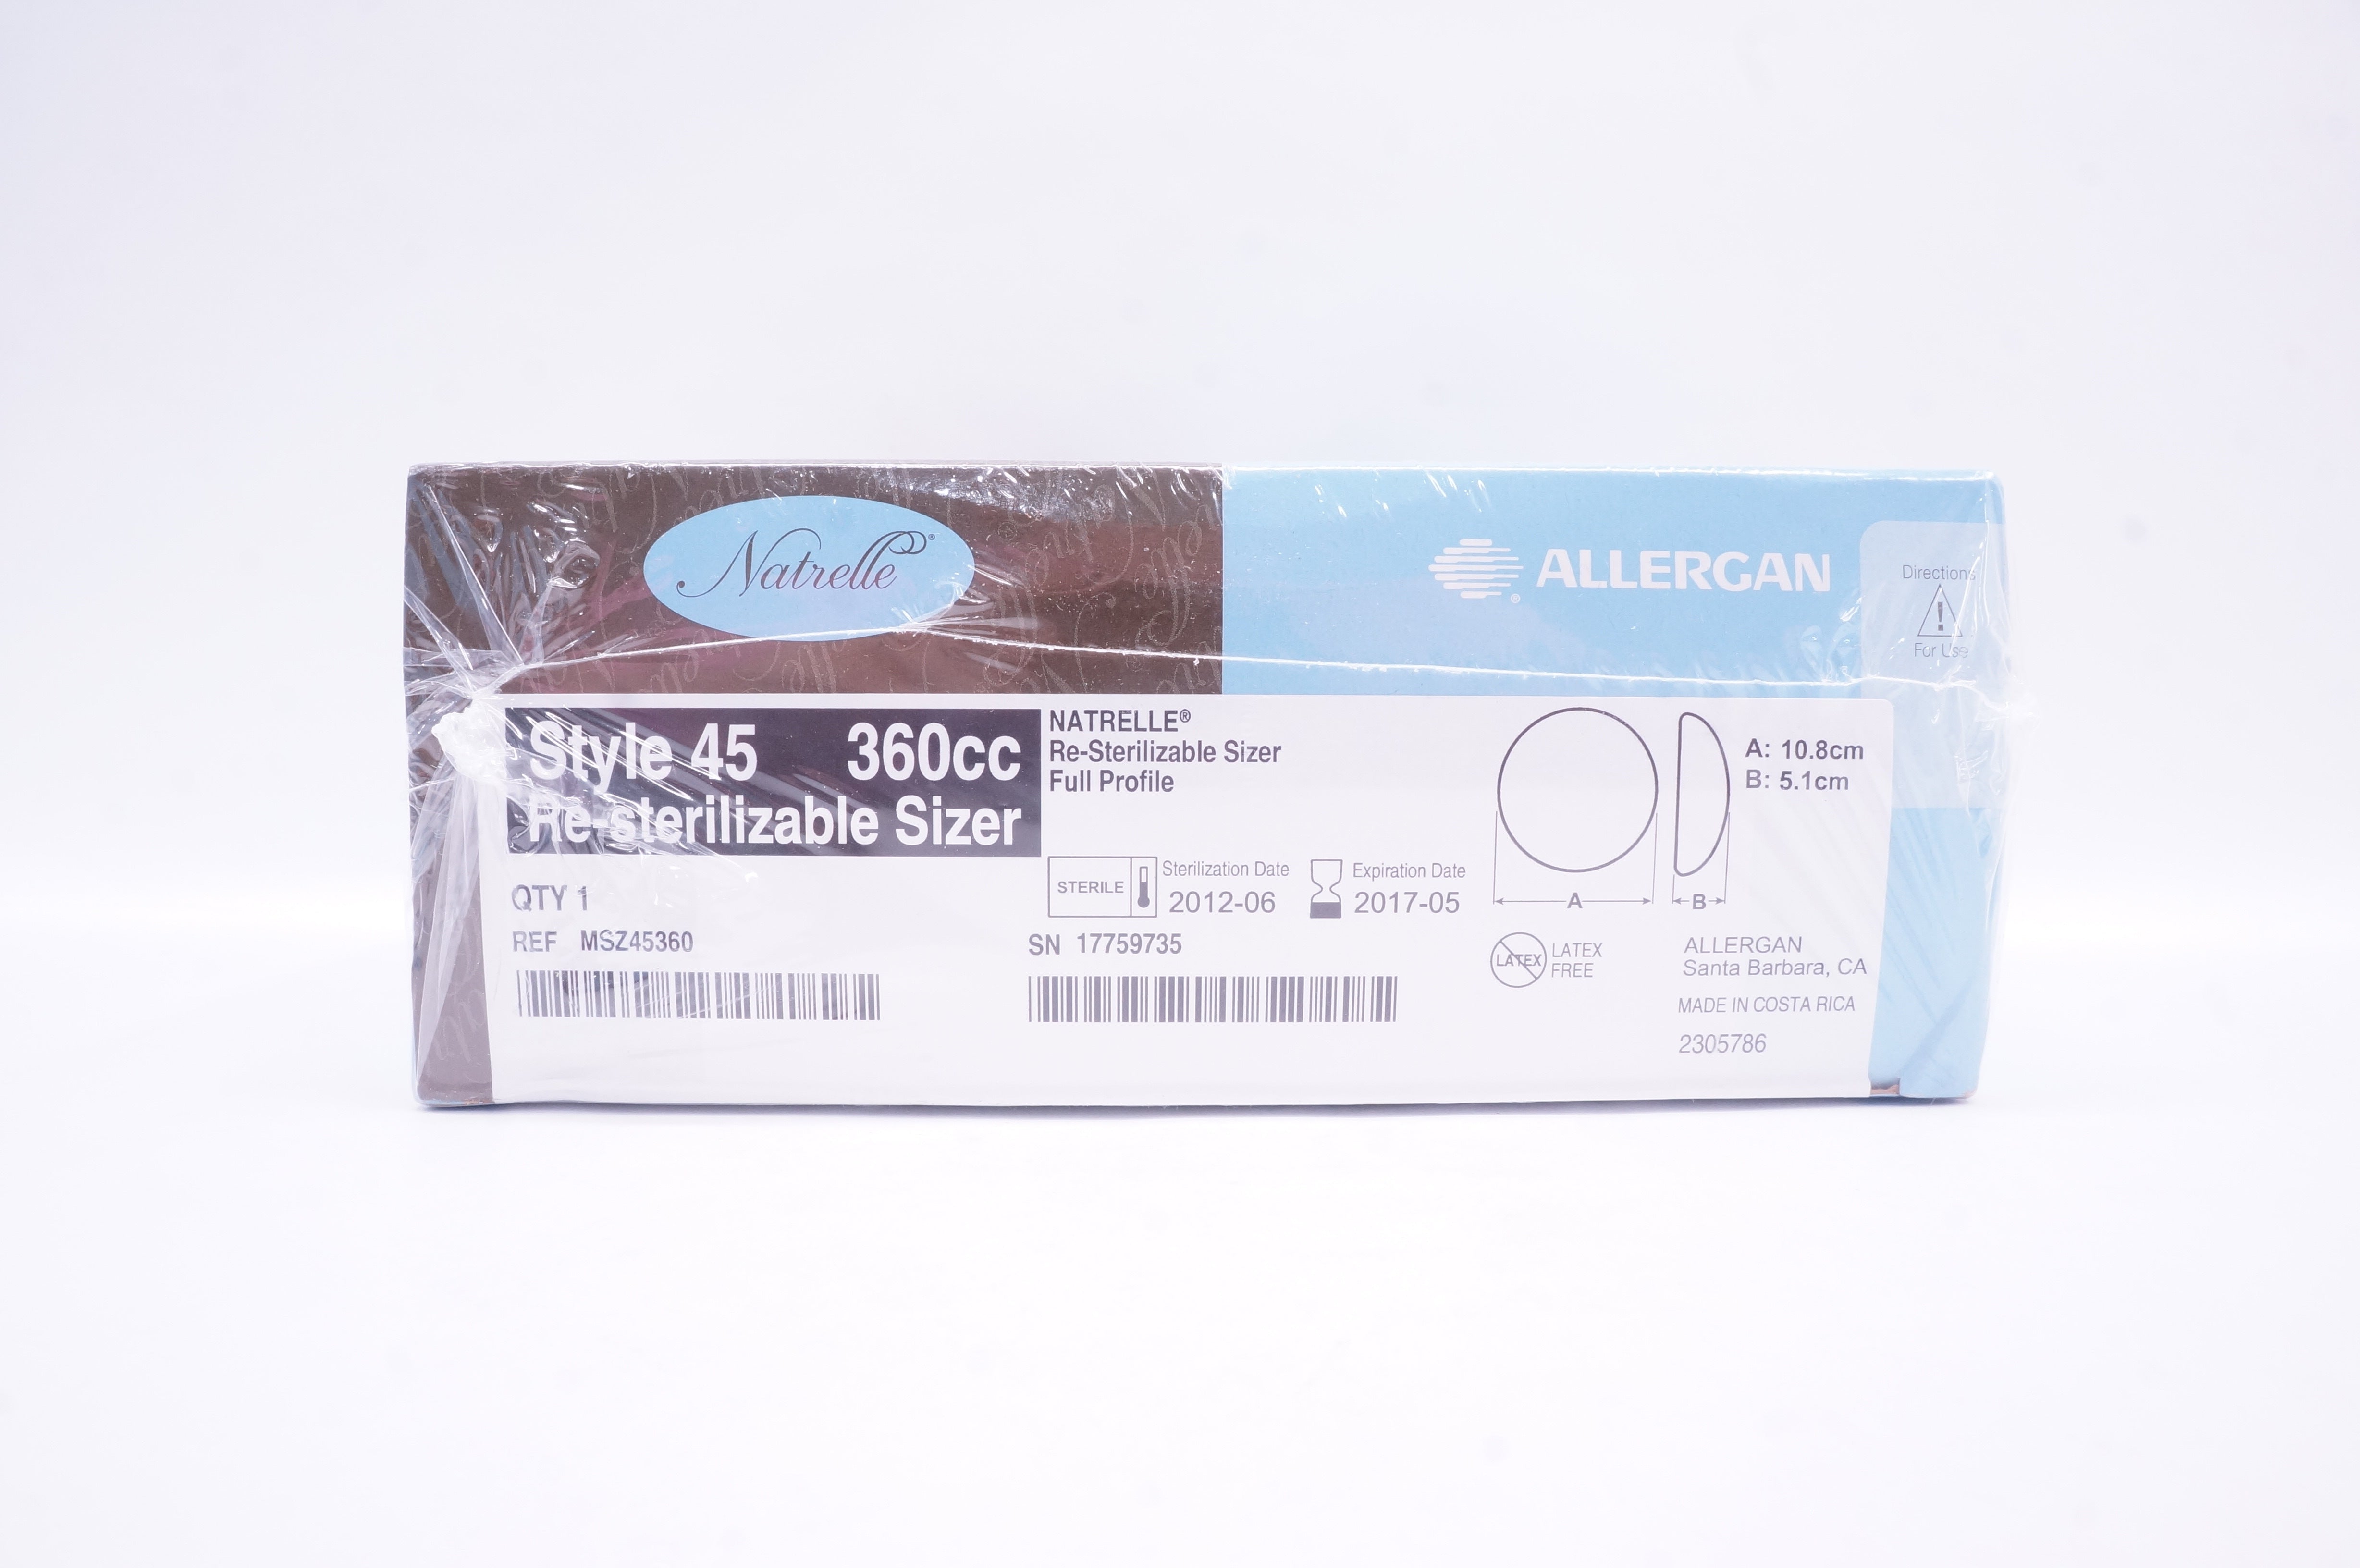 Natrelle®
ALLERGAN
®
Directions
!
For Use
Style 45 360cc
Re-sterilizable Sizer
NATRELLE®
Re-Sterilizable Sizer
Full Profile
A: 10.8cm
B: 5.1cm
STERILE
Sterilization Date
2012-06
Expiration Date
2017-05
A
B
QTY 1
REF MSZ45360
SN 17759735
LATEX
LATEX
FREE
ALLERGAN
Santa Barbara, CA
MADE IN COSTA RICA
2305786